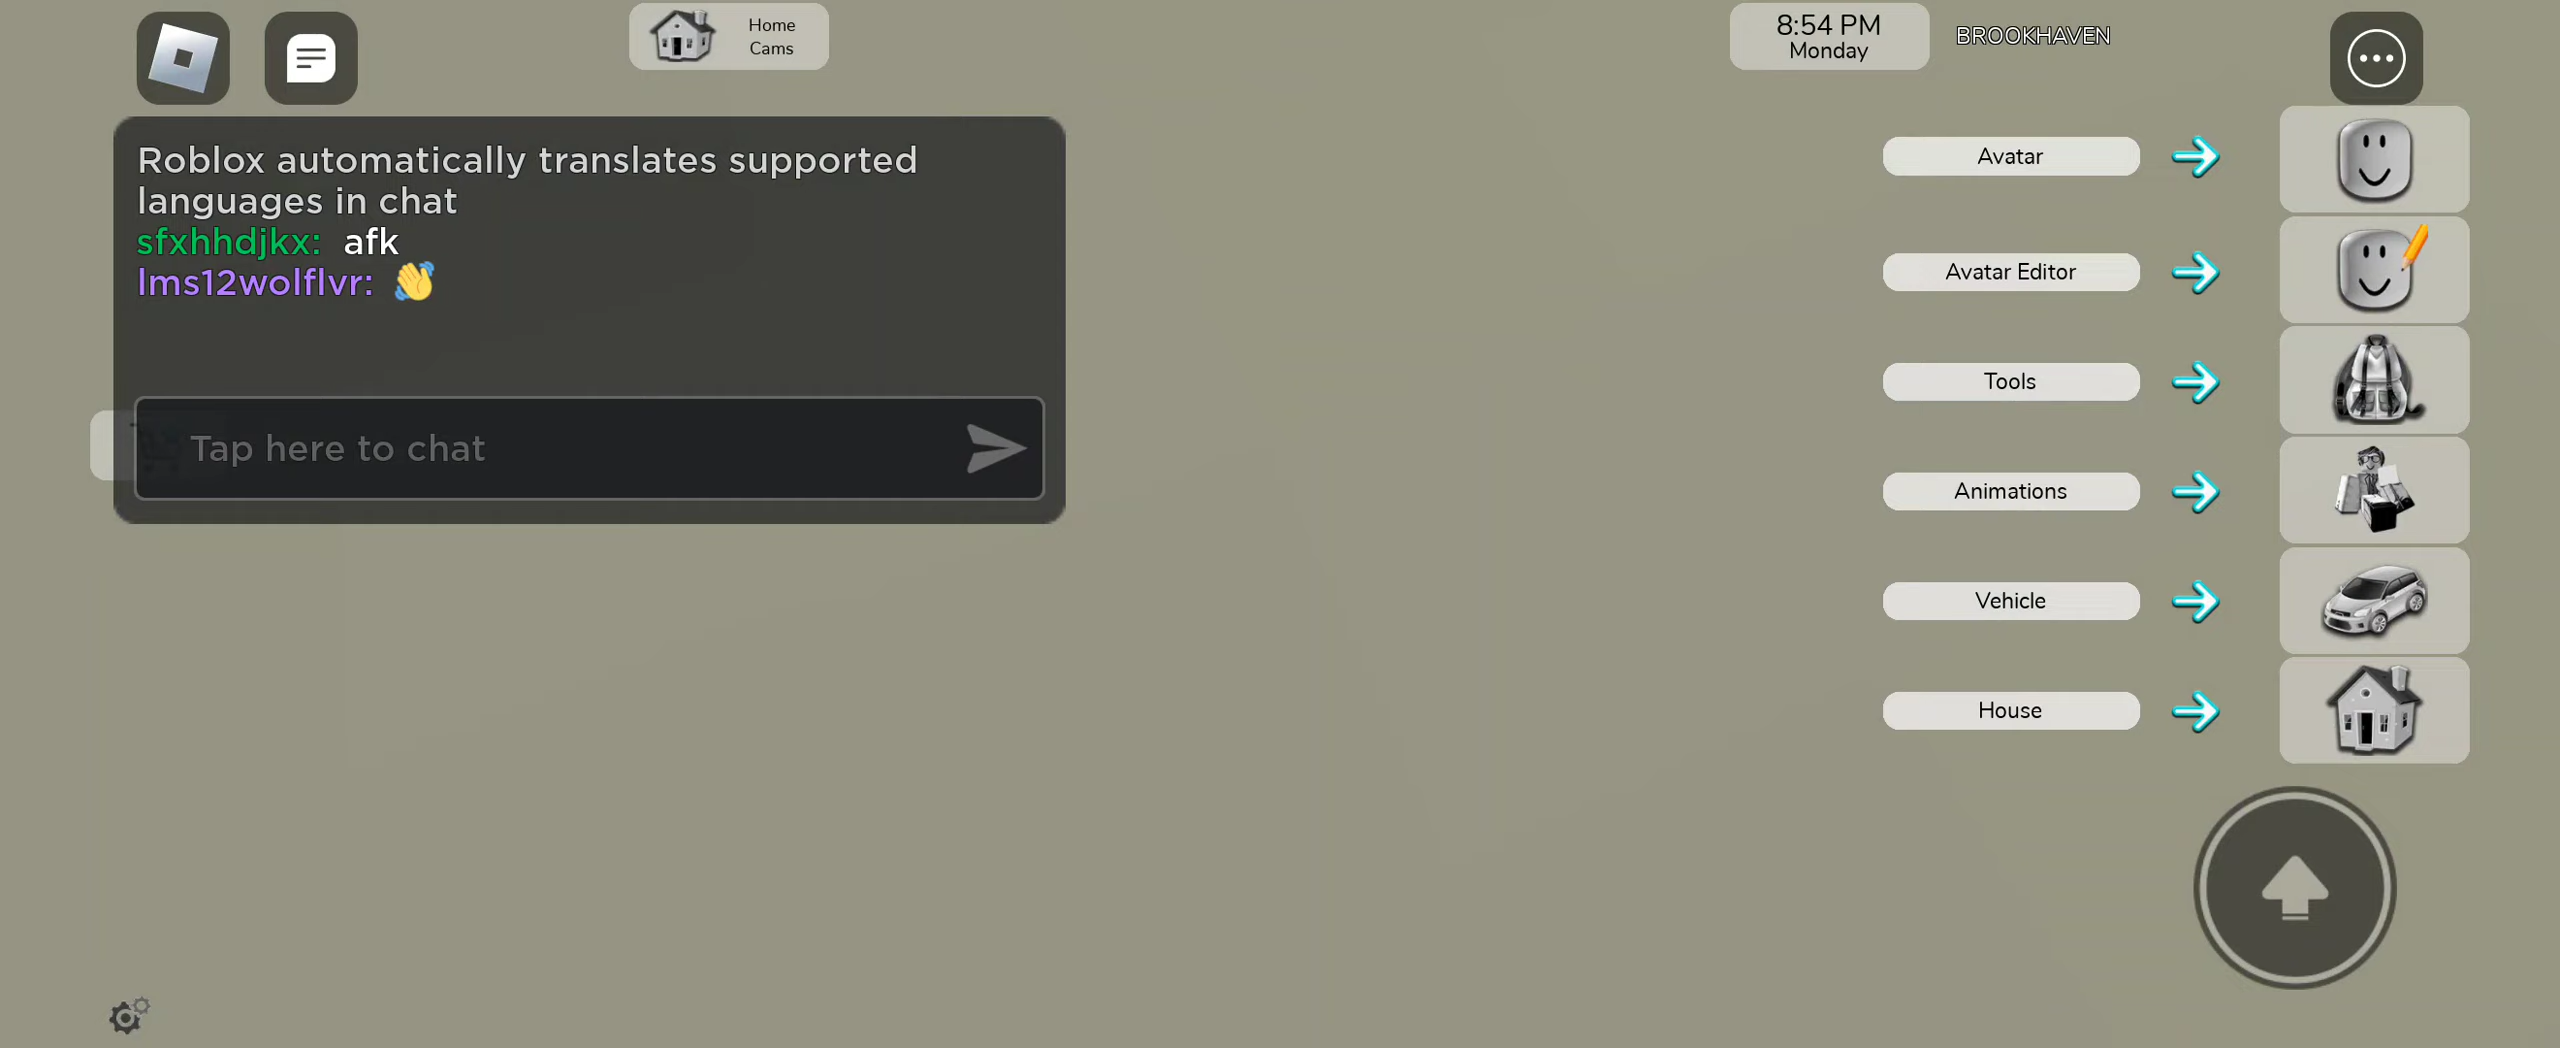 Home
Cams
8:54 PM
Monday
BROOKHAVEN
Roblox automatically translates supported
languages in chat
sfxhhdjkx: afk
lms12wolflvr: 👋
Tap here to chat
Avatar
Avatar Editor
Tools
Animations
Vehicle
House